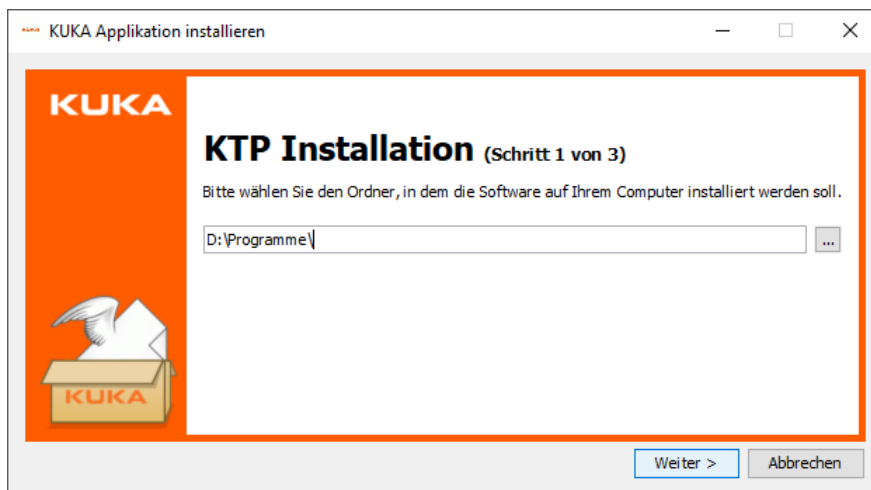 KUKA Applikation installieren
KUKA
KTP Installation (Schritt 1 von 3)
Bitte wählen Sie den Ordner, in dem die Software auf Ihrem Computer installiert werden soll.
D:\Programme\
...
KUKA
Weiter >
Abbrechen